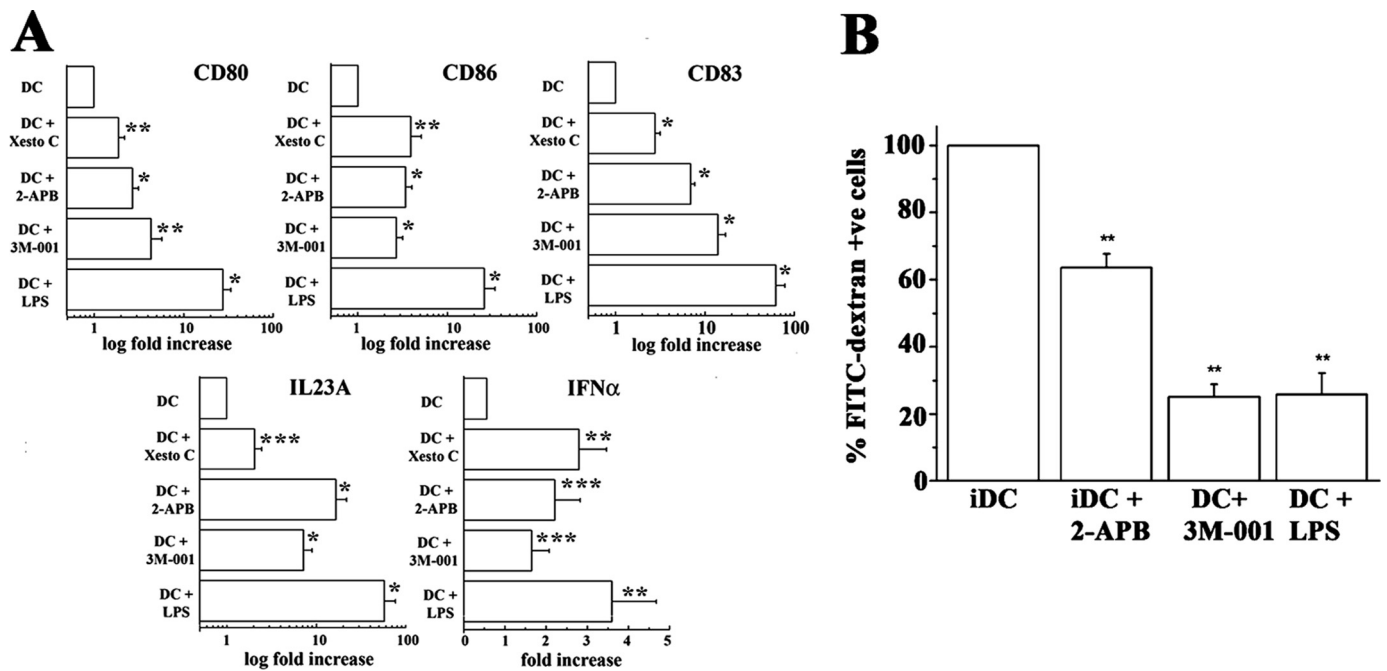 A
CD80
DC
DC +
Xesto C
**
DC +
2-APB
*
DC +
3M-001
**
DC +
LPS
*
1 10 100
log fold increase
CD86
DC
DC +
Xesto C
**
DC +
2-APB
*
DC +
3M-001
*
DC +
LPS
*
1 10 100
log fold increase
CD83
DC
DC +
Xesto C
*
DC +
2-APB
*
DC +
3M-001
*
DC +
LPS
*
1 10 100
log fold increase
IL23A
DC
DC +
Xesto C
***
DC +
2-APB
*
DC +
3M-001
*
DC +
LPS
*
1 10 100
log fold increase
IFNα
DC
DC +
Xesto C
**
DC +
2-APB
***
DC +
3M-001
***
DC +
LPS
**
0 1 2 3 4 5
fold increase
B
% FITC-dextran +ve cells
100
80
60
40
20
0
**
**
**
iDC
iDC +
2-APB
DC+
3M-001
DC +
LPS